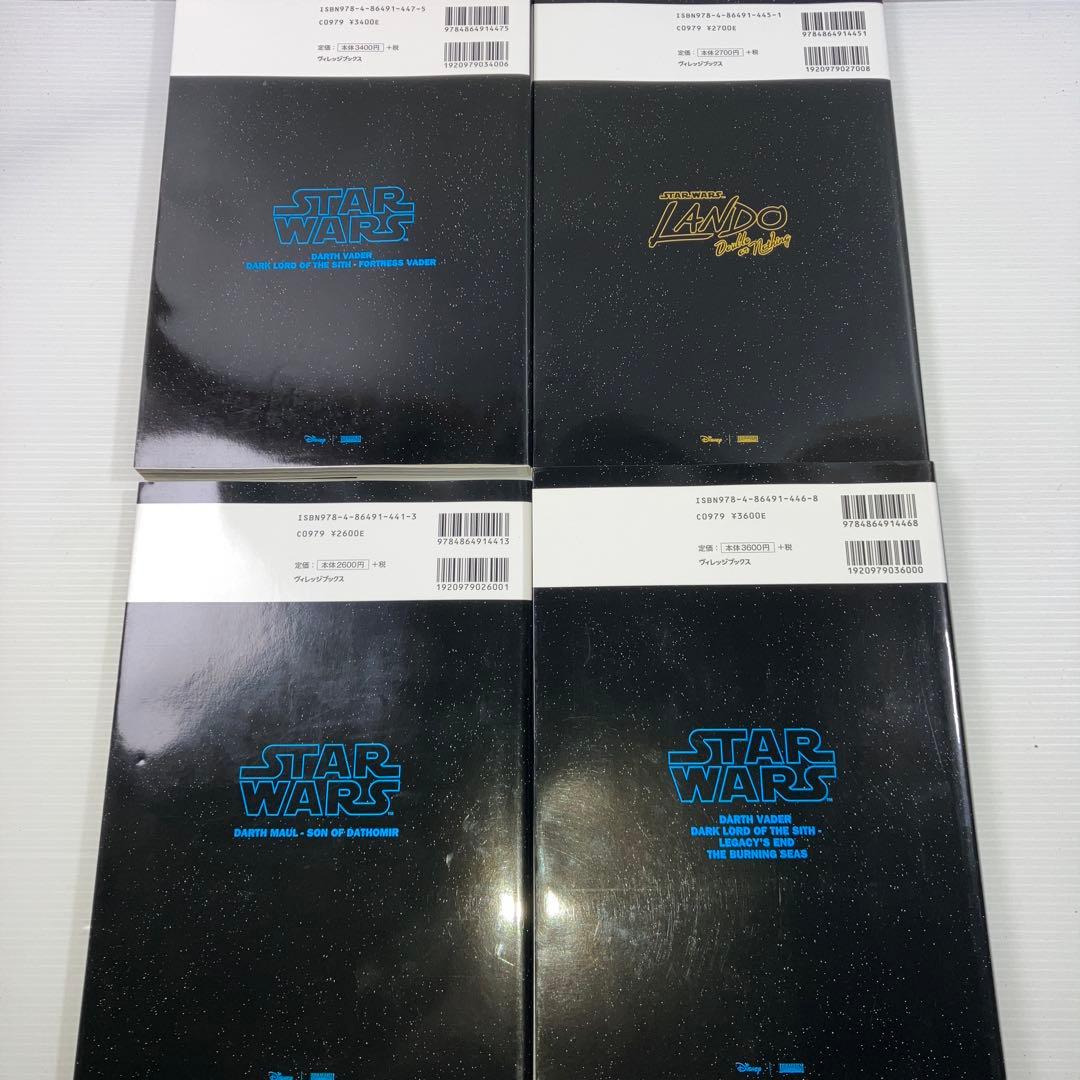 ISBN978-4-86491-447-5
C0979 ¥3400E
定価：本体3400円+税
ヴィレッジブックス
9784864914475
1920979034006
STAR
WARS
DARTH VADER
DARK LORD OF THE SITH - FORTRESS VADER
Disney
ISBN978-4-86491-445-1
C0979 ¥2700E
定価：本体2700円+税
ヴィレッジブックス
9784864914451
1920979027008
STAR WARS
LANDO
Double
or Nothing
Disney
ISBN978-4-86491-441-3
C0979 ¥2600E
定価：本体2600円+税
ヴィレッジブックス
9784864914413
1920979026001
STAR
WARS
DARTH MAUL - SON OF DATHOMIR
Disney
ISBN978-4-86491-446-8
C0979 ¥3600E
定価：本体3600円+税
ヴィレッジブックス
9784864914468
1920979036000
STAR
WARS
DARTH VADER
DARK LORD OF THE SITH -
LEGACY'S END
THE BURNING SEAS
Disney